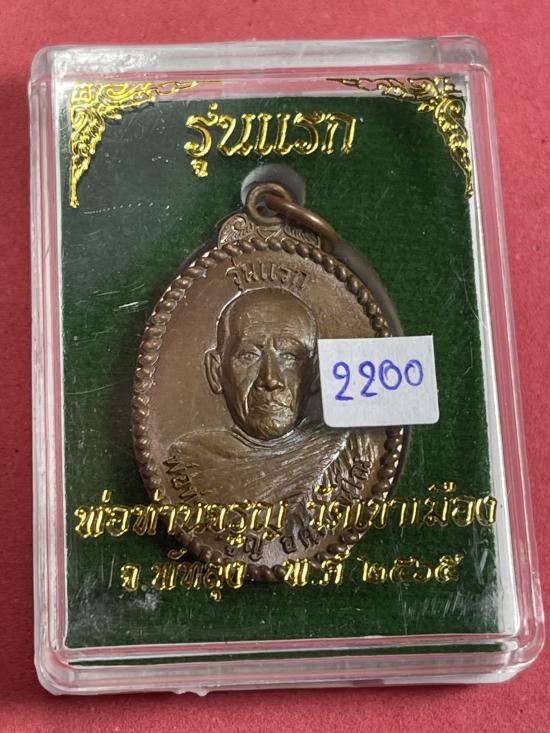 รุ่นแรก
รุ่นแรก
2200
พ่อท่านจรูญ วัดเขาเมือง
จ.พัทลุง พ.ศ ๒๕๖๕